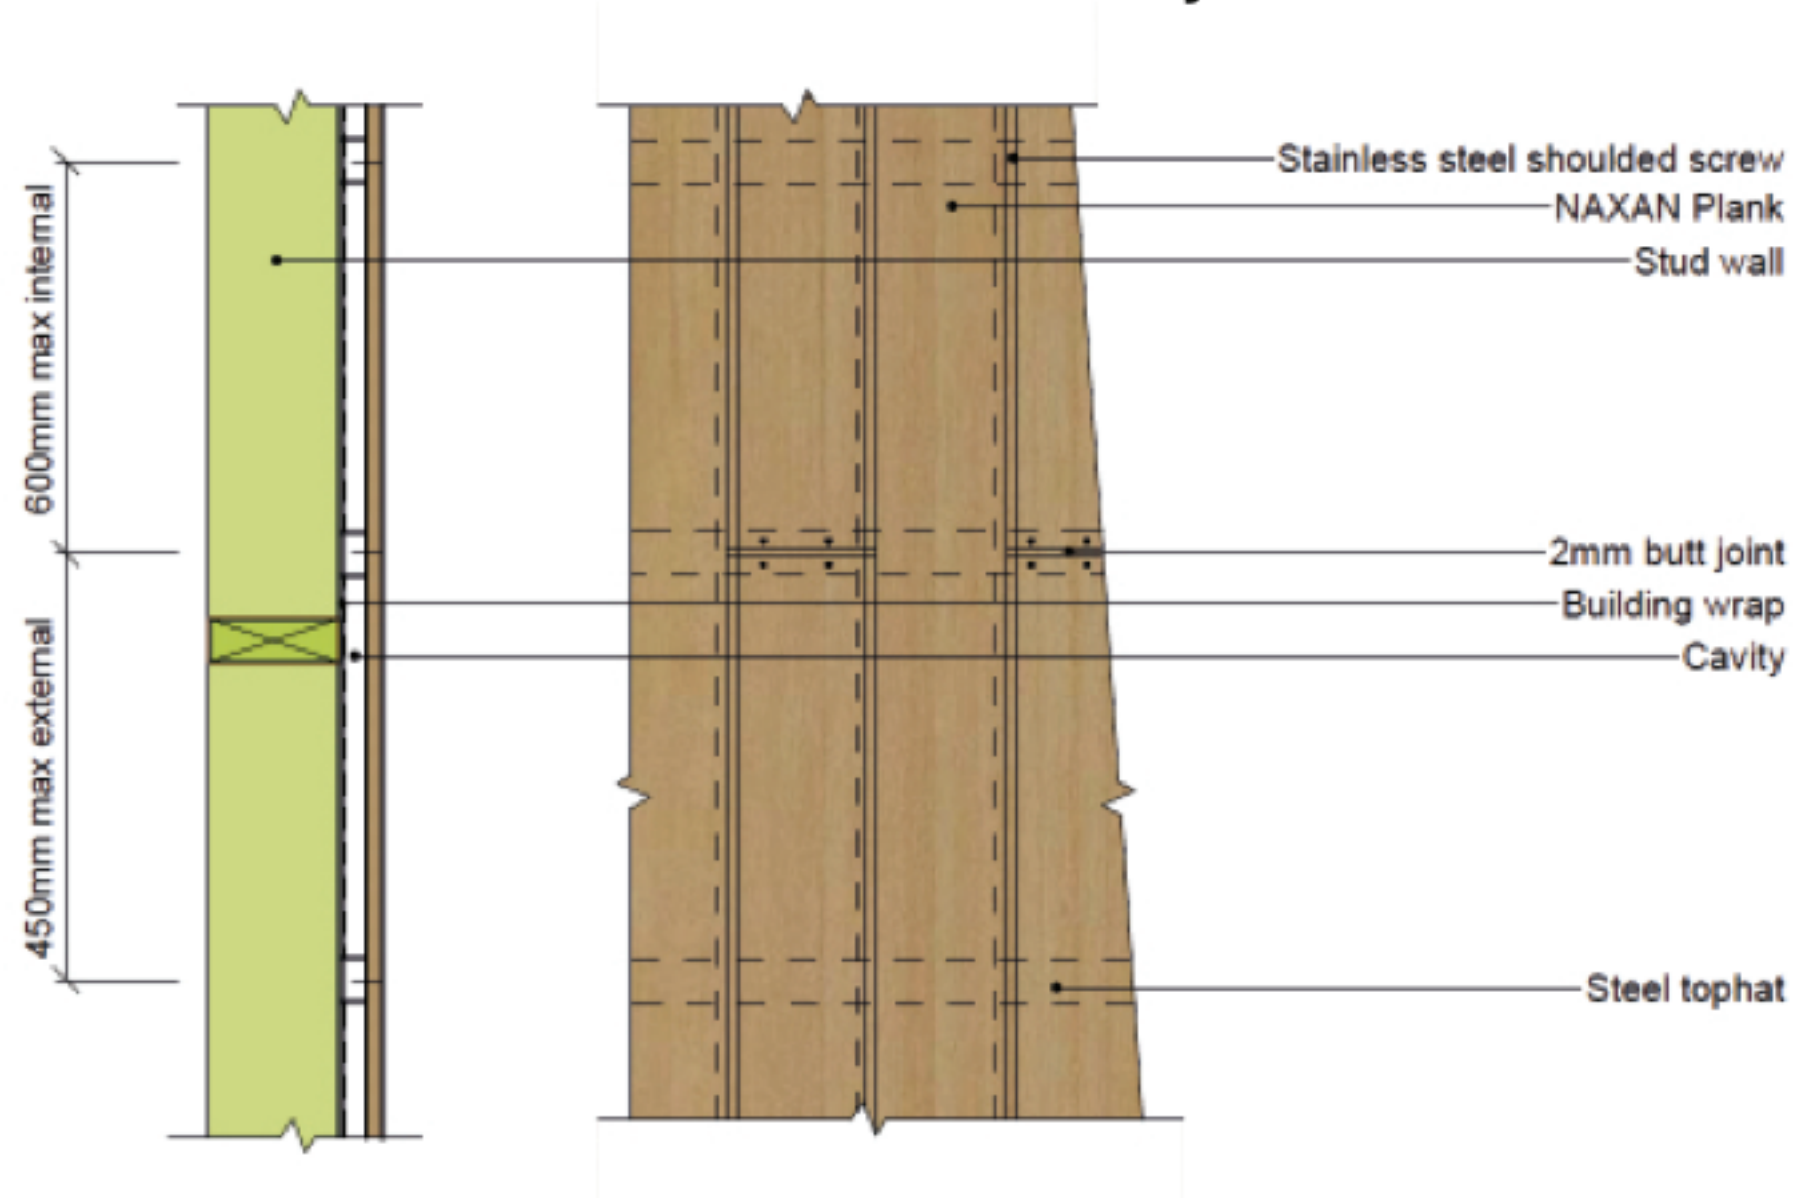 Stainless steel shoulded screw
NAXAN Plank
Stud wall
600mm max internal
2mm butt joint
Building wrap
Cavity
450mm max external
Steel tophat